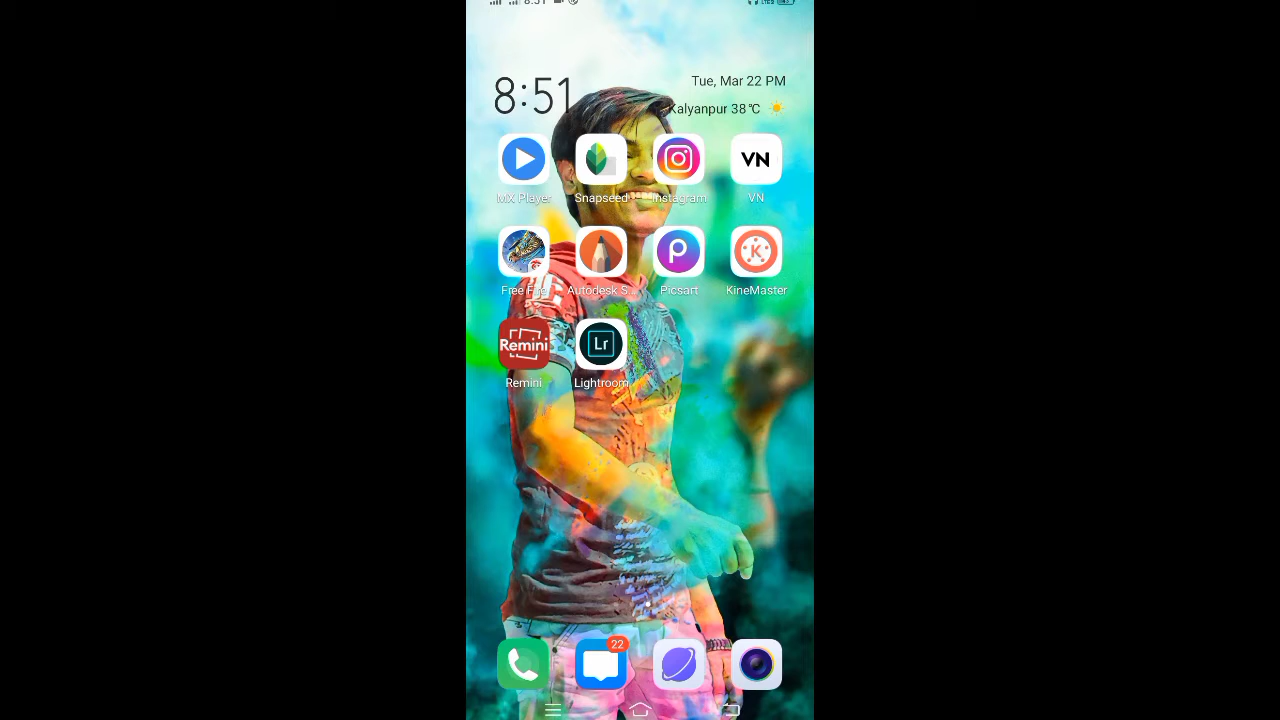 8:51
Tue, Mar 22 PM
Kalyanpur 38°C
VN
MX Player Snapseed Instagram VN
Free Fire Autodesk S... Picsart KineMaster
Remini Lr
Remini Lightroom
22